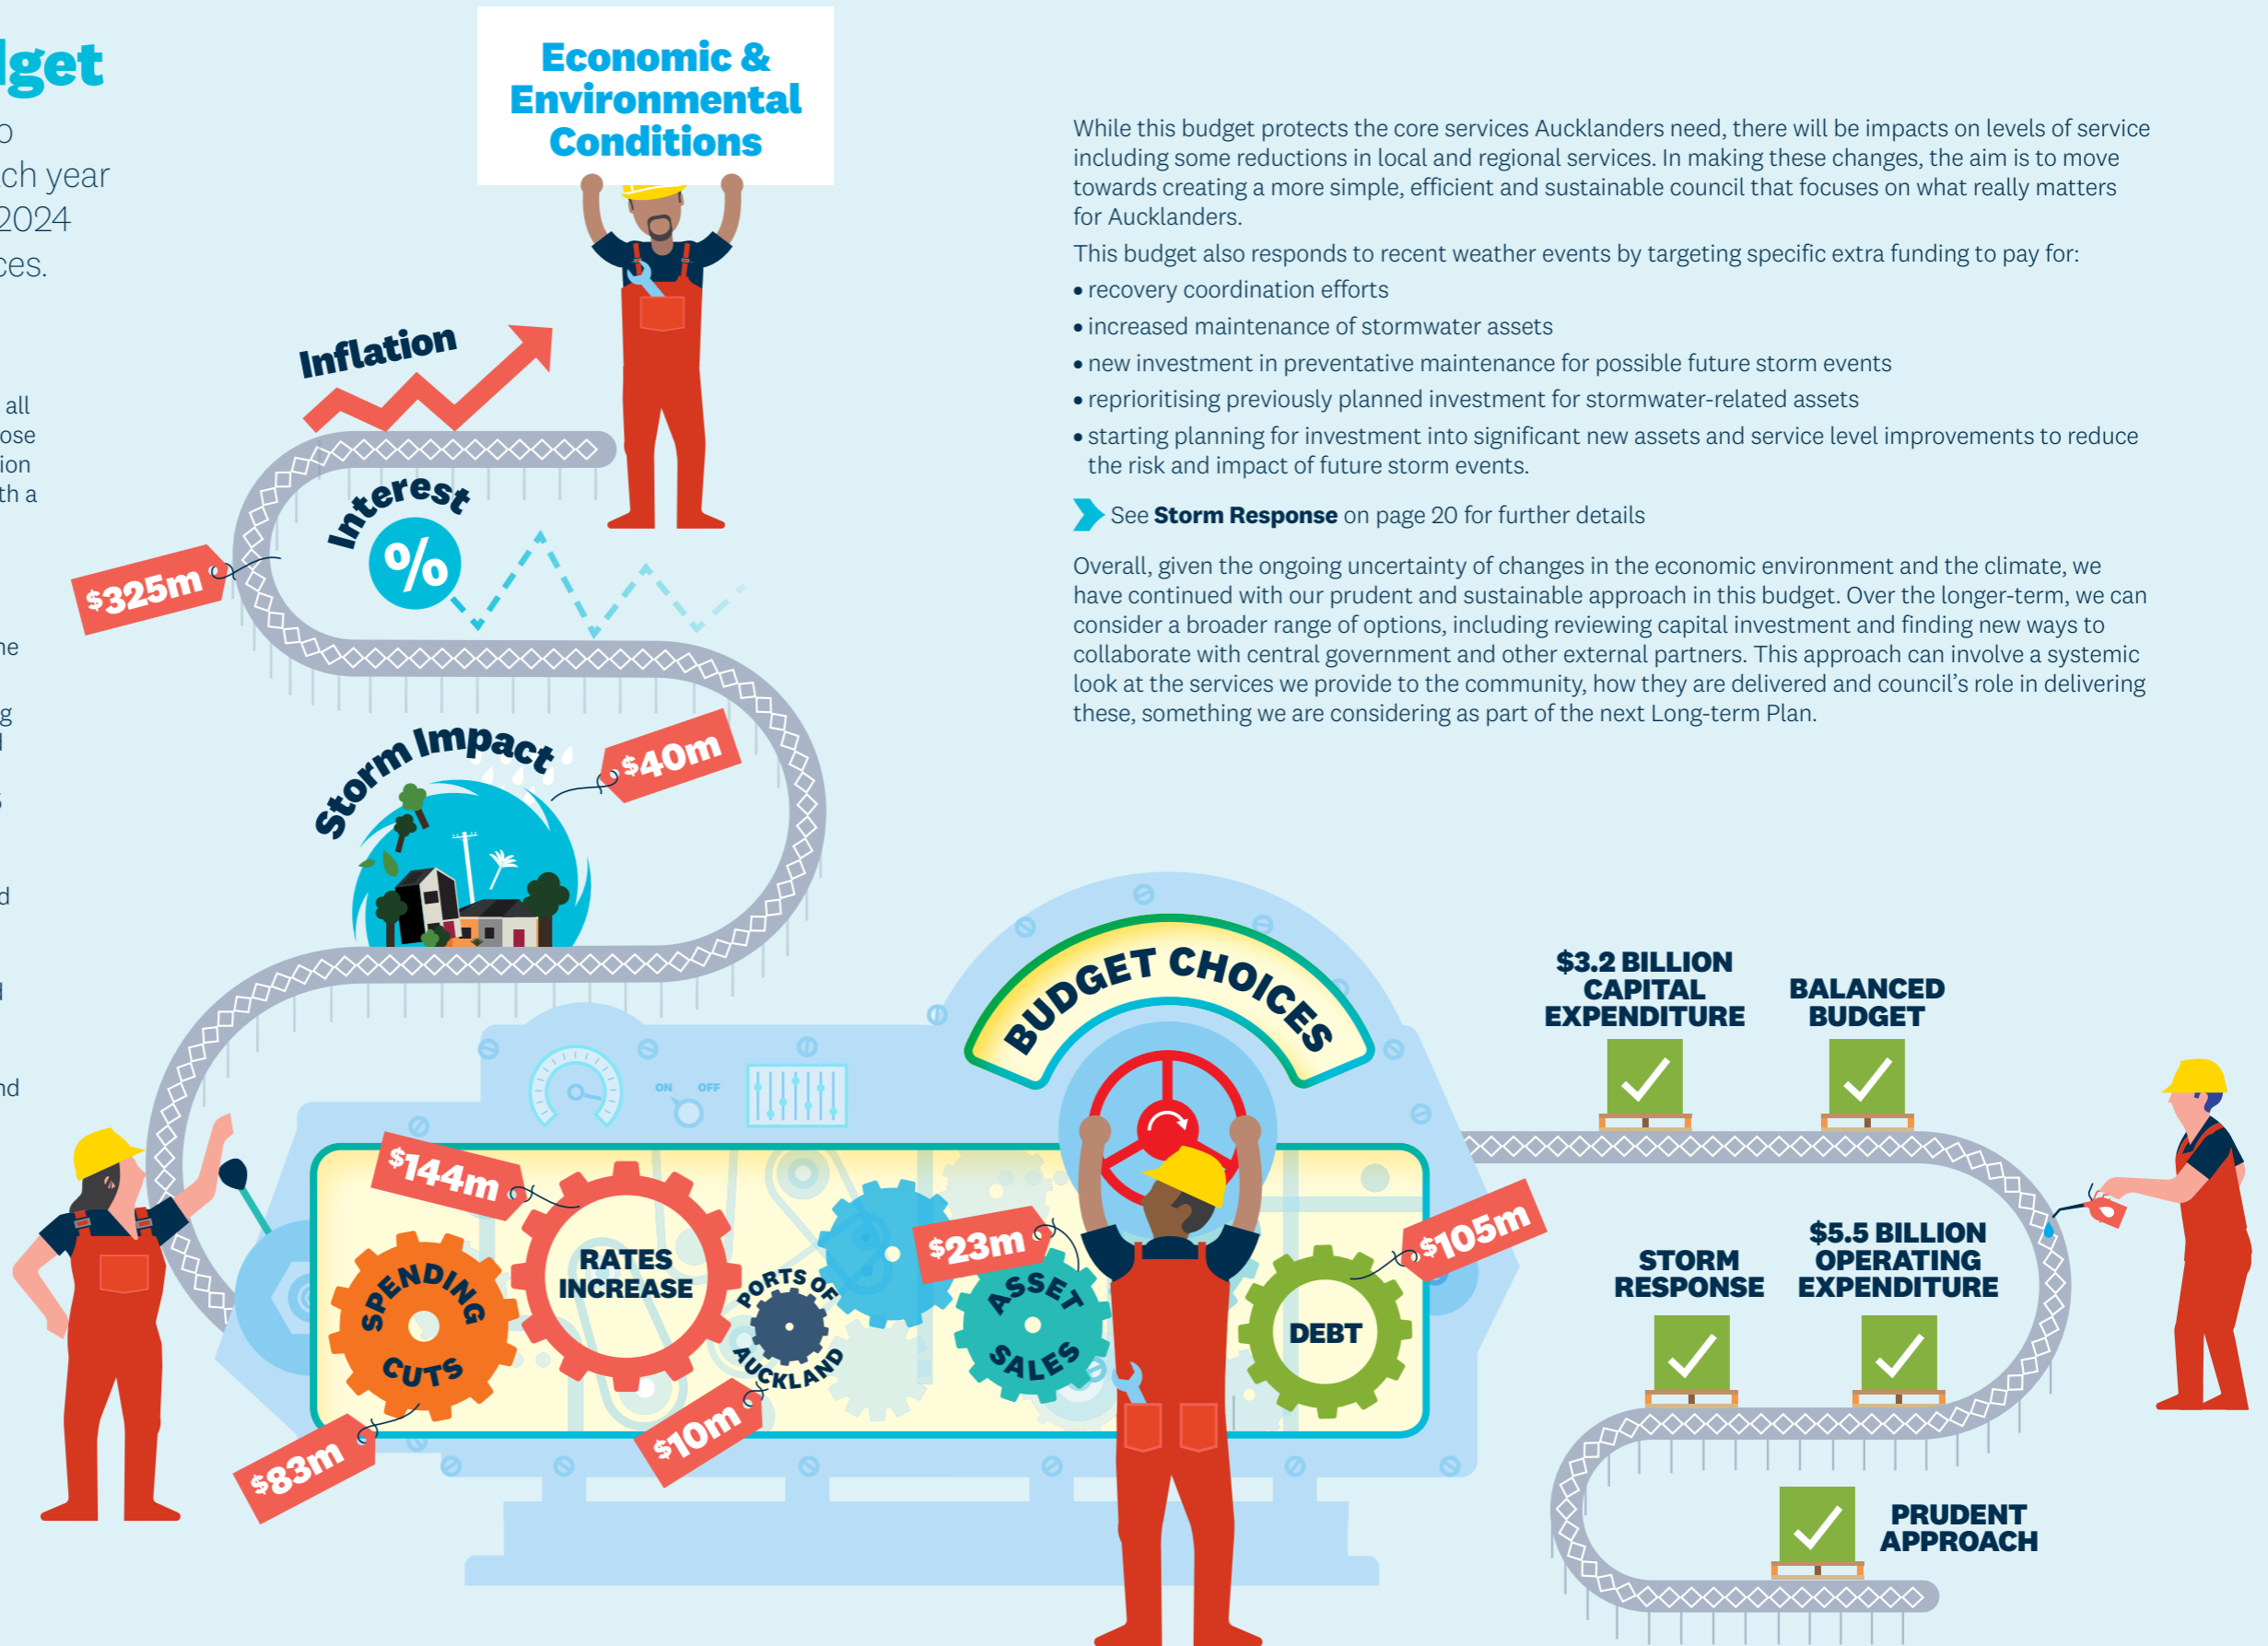 ch year
2024
all
Economic &
Environmental
Conditions
While this budget protects the core services Aucklanders need, there will be impacts on levels of service
including some reductions in local and regional services. In making these changes, the aim is to move
towards creating a more simple, efficient and sustainable council that focuses on what really matters
for Aucklanders.
This budget also responds to recent weather events by targeting specific extra funding to pay for:
• recovery coordination efforts
• increased maintenance of stormwater assets
• new investment in preventative maintenance for possible future storm events
• reprioritising previously planned investment for stormwater-related assets
• starting planning for investment into significant new assets and service level improvements to reduce
the risk and impact of future storm events.
See Storm Response on page 20 for further details
Overall, given the ongoing uncertainty of changes in the economic environment and the climate, we
have continued with our prudent and sustainable approach in this budget. Over the longer-term, we can
consider a broader range of options, including reviewing capital investment and finding new ways to
collaborate with central government and other external partners. This approach can involve a systemic
look at the services we provide to the community, how they are delivered and council's role in delivering
these, something we are considering as part of the next Long-term Plan.
Inflation
Interest
%
$325m
Storm Impact
$40m
BUDGET CHOICES
ON OFF
$144m
SPENDING
CUTS
$83m
RATES
INCREASE
PORTS OF
AUCKLAND
$10m
$23m
ASSET
SALES
$105m
DEBT
$3.2 BILLION
CAPITAL
EXPENDITURE
BALANCED
BUDGET
STORM
RESPONSE
$5.5 BILLION
OPERATING
EXPENDITURE
PRUDENT
APPROACH